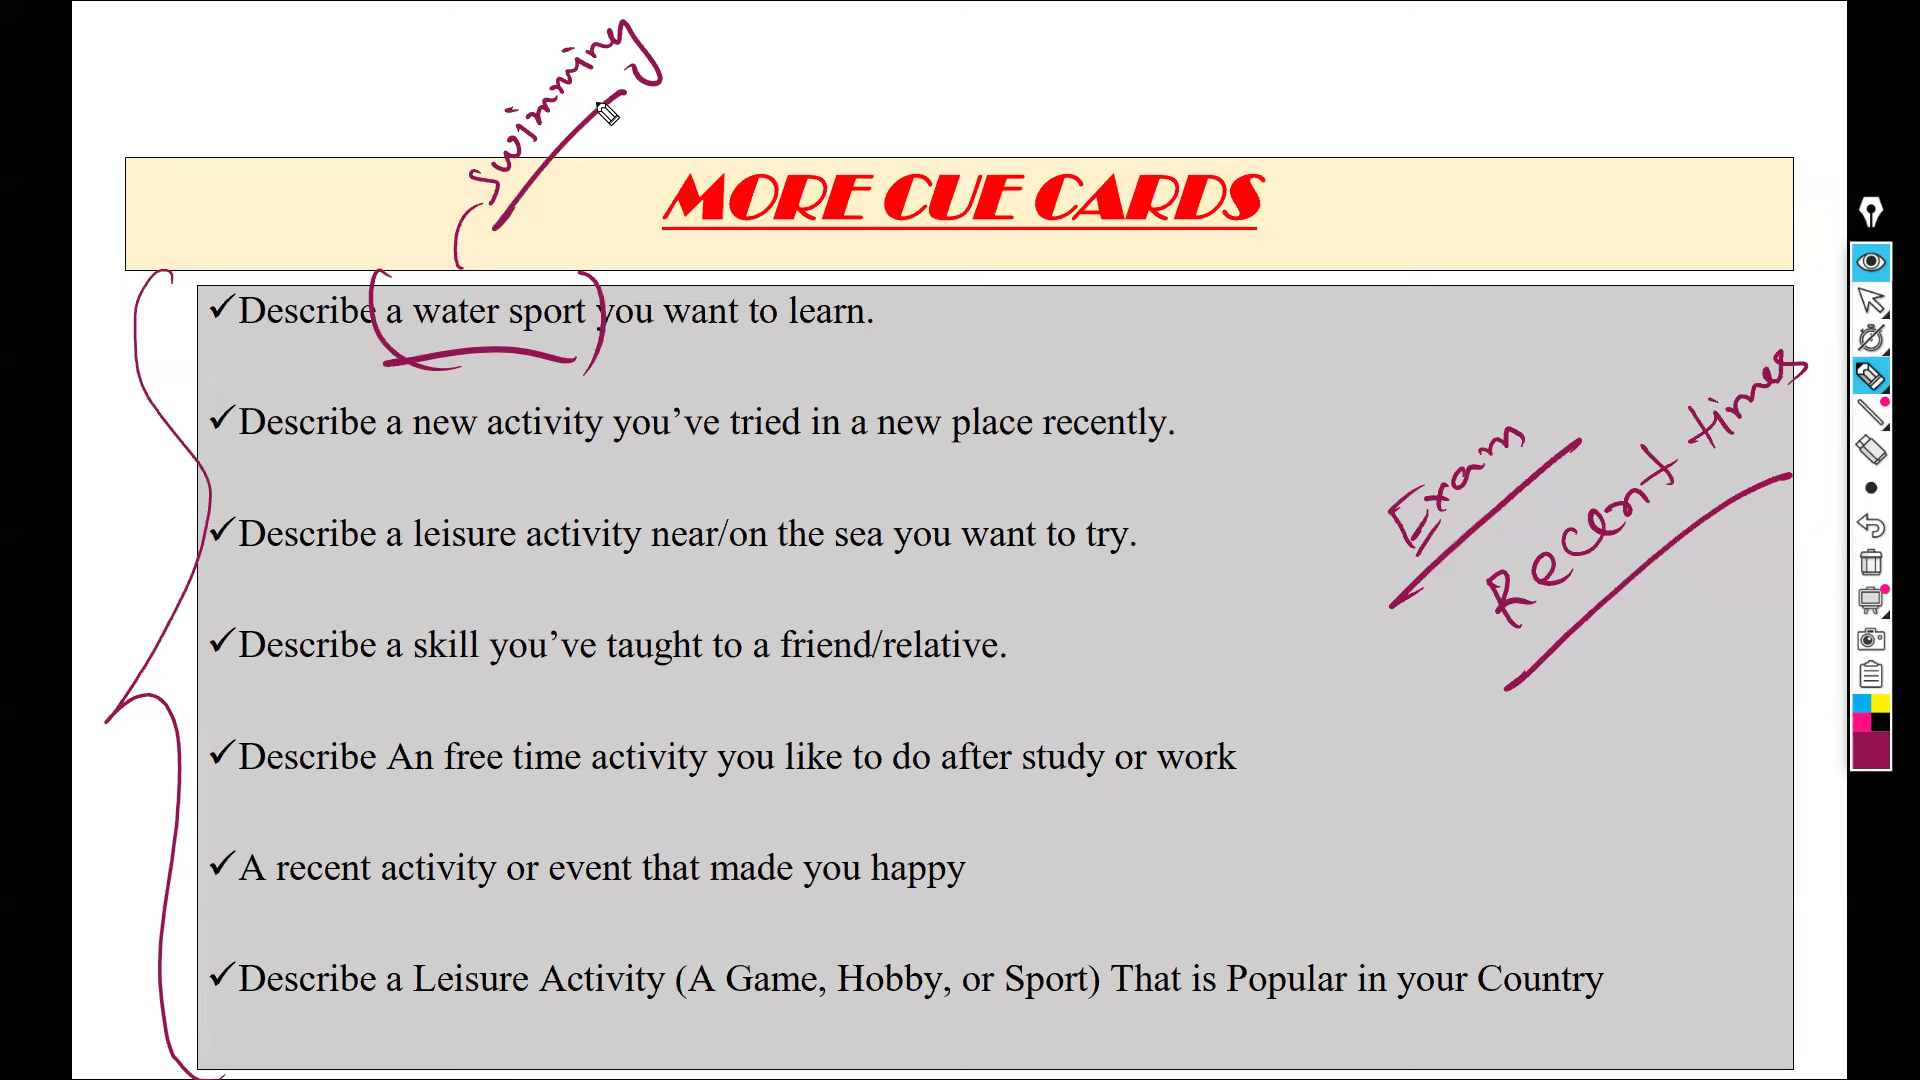 Swimming
MORE CUE CARDS
✓Describe a water sport you want to learn.
✓Describe a new activity you’ve tried in a new place recently.
Exam
Recent times
✓Describe a leisure activity near/on the sea you want to try.
✓Describe a skill you’ve taught to a friend/relative.
✓Describe An free time activity you like to do after study or work
✓A recent activity or event that made you happy
✓Describe a Leisure Activity (A Game, Hobby, or Sport) That is Popular in your Country